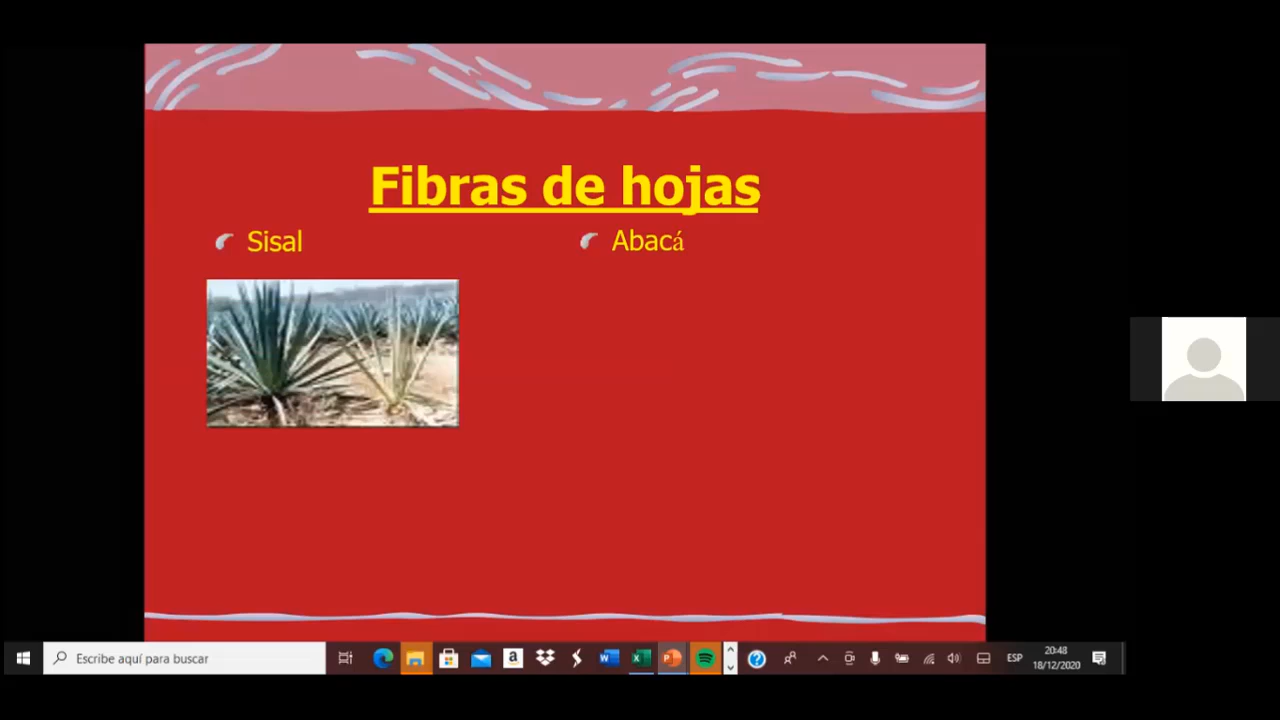 Fibras de hojas
Sisal
Abacá
Escribe aquí para buscar
ESP
20:48
18/12/2020